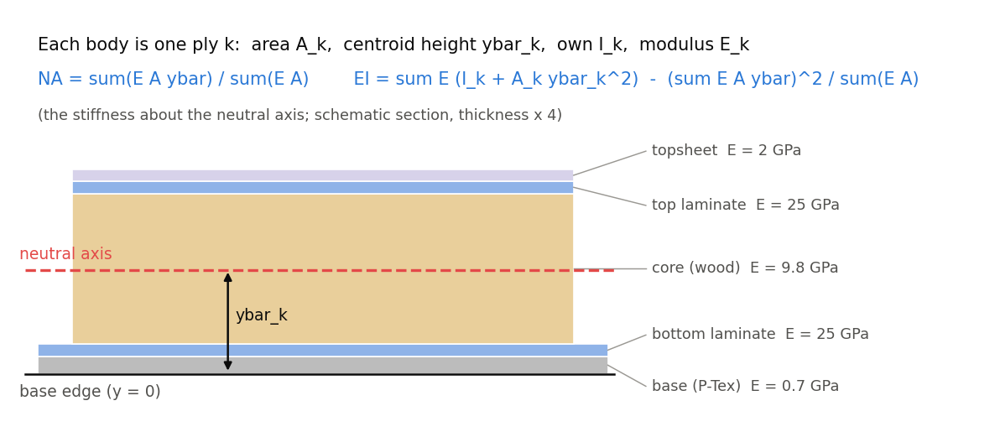 Each body is one ply k:  area A_k,  centroid height ybar_k,  own I_k,  modulus E_k
NA = sum(E A ybar) / sum(E A)        EI = sum E (I_k + A_k ybar_k^2)  -  (sum E A ybar)^2 / sum(E A)
(the stiffness about the neutral axis; schematic section, thickness x 4)
topsheet  E = 2 GPa
top laminate  E = 25 GPa
neutral axis
core (wood)  E = 9.8 GPa
ybar_k
bottom laminate  E = 25 GPa
base (P-Tex)  E = 0.7 GPa
base edge (y = 0)